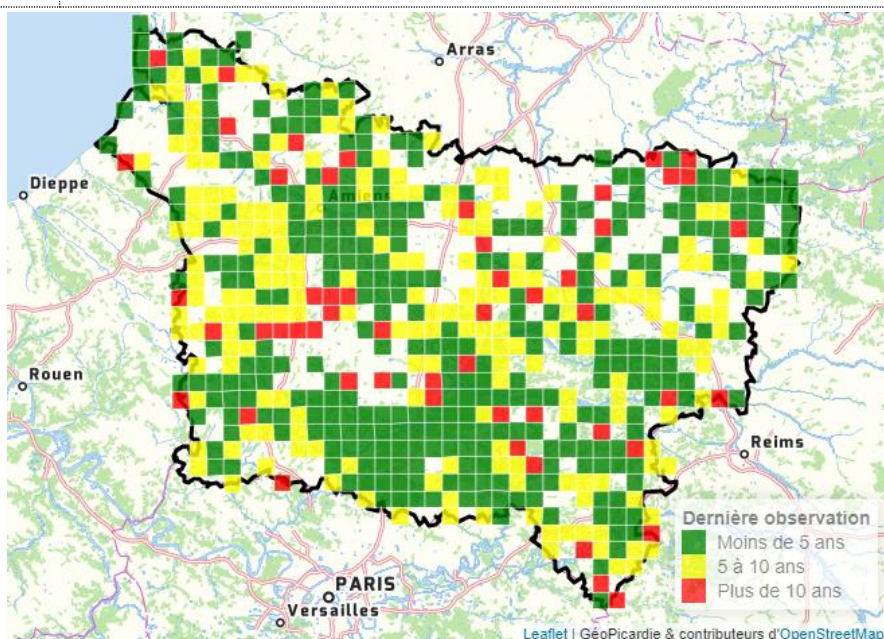 Arras
Dieppe
Amiens
Rouen
Reims
Dernière observation
Moins de 5 ans
5 à 10 ans
Plus de 10 ans
PARIS
Versailles
Leaflet | GéoPicardie & contributeurs d'OpenStreetMap